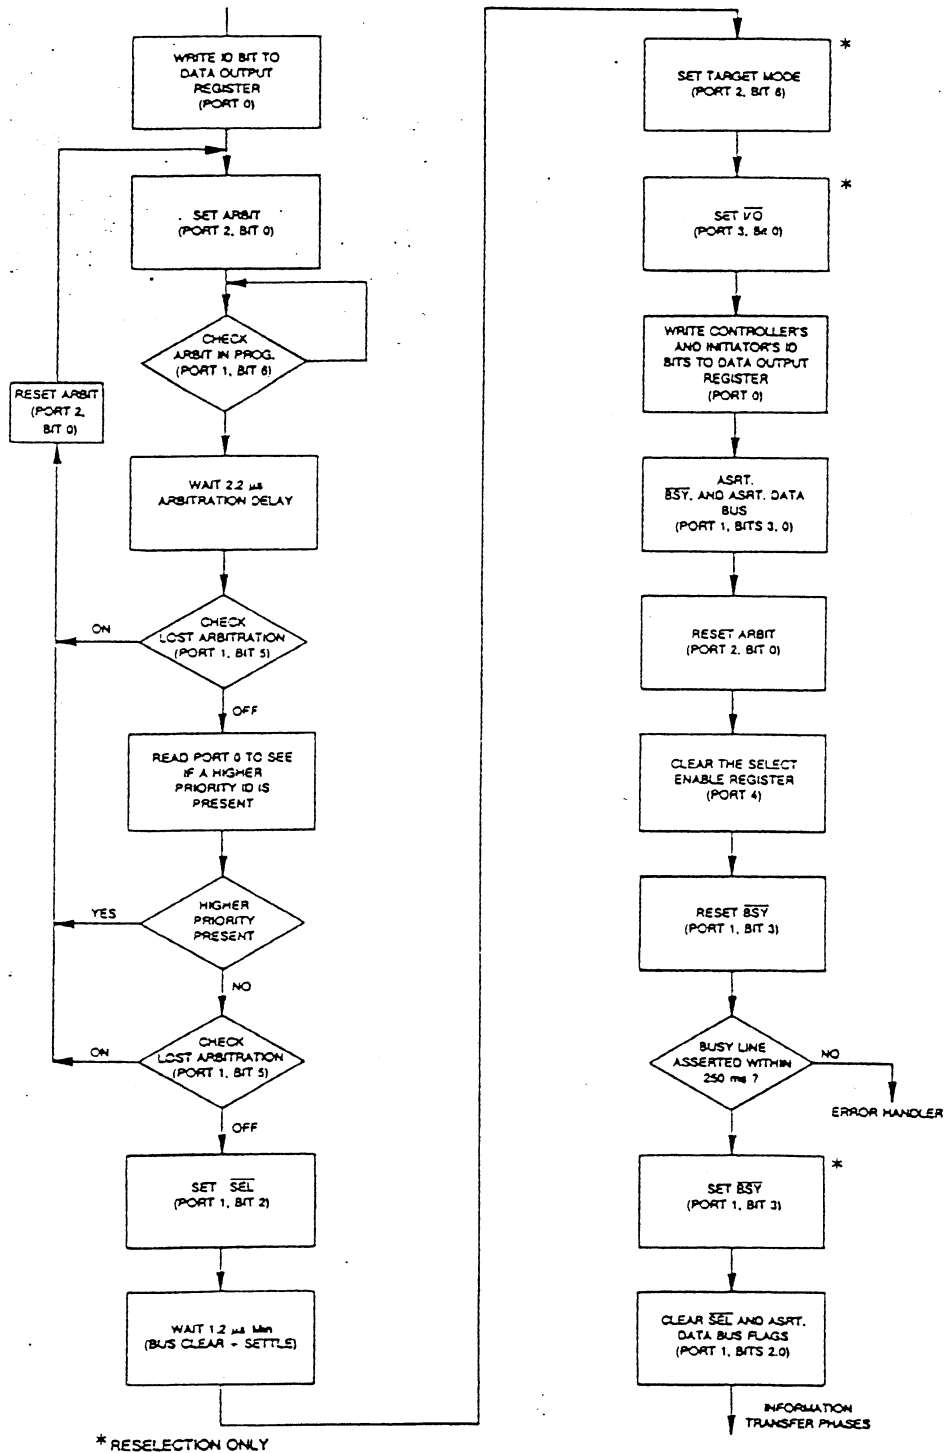 WRITE ID BIT TO
DATA OUTPUT
REGISTER
(PORT 0)
SET ARBIT
(PORT 2, BIT 0)
CHECK
ARBIT IN PROG.
(PORT 1, BIT 6)
RESET ARBIT
(PORT 2,
BIT 0)
WAIT 2.2 µs
ARBITRATION DELAY
CHECK
LOST ARBITRATION
(PORT 1, BIT 5)
ON
OFF
READ PORT 0 TO SEE
IF A HIGHER
PRIORITY ID IS
PRESENT
HIGHER
PRIORITY
PRESENT
YES
NO
CHECK
LOST ARBITRATION
(PORT 1, BIT 5)
ON
OFF
SET SEL
(PORT 1, BIT 2)
WAIT 1.2 µs Min
(BUS CLEAR + SETTLE)
* RESELECTION ONLY
*
SET TARGET MODE
(PORT 2, BIT 6)
*
SET I/O
(PORT 3, Bit 0)
WRITE CONTROLLER'S
AND INITIATOR'S ID
BITS TO DATA OUTPUT
REGISTER
(PORT 0)
ASRT.
BSY, AND ASRT. DATA
BUS
(PORT 1, BITS 3, 0)
RESET ARBIT
(PORT 2, BIT 0)
CLEAR THE SELECT
ENABLE REGISTER
(PORT 4)
RESET BSY
(PORT 1, BIT 3)
BUSY LINE
ASSERTED WITHIN
250 ms ?
NO
ERROR HANDLER
*
SET BSY
(PORT 1, BIT 3)
CLEAR SEL AND ASRT.
DATA BUS FLAGS
(PORT 1, BITS 2,0)
INFORMATION
TRANSFER PHASES